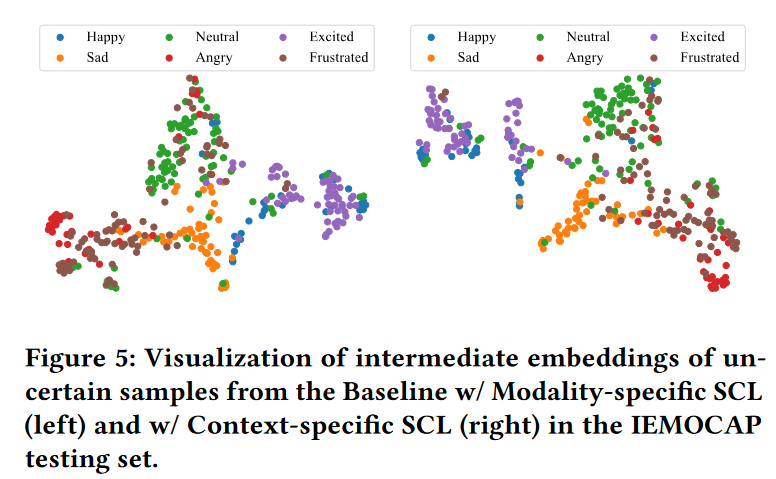 Happy Neutral Excited Happy Neutral Excited
Sad Angry Frustrated Sad Angry Frustrated
Figure 5: Visualization of intermediate embeddings of un-
certain samples from the Baseline w/ Modality-specific SCL
(left) and w/ Context-specific SCL (right) in the IEMOCAP
testing set.